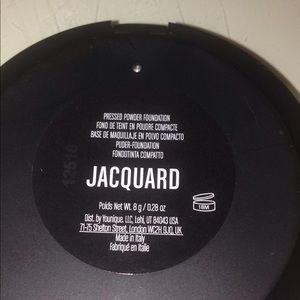 PRESSED POWDER FOUNDATION
FOND DE TEINT EN POUDRE COMPACTE
BASE DE MAQUILLAJE EN POLVO COMPACTO
PUDER-FOUNDATION
FONDOTINTA COMPATTO
JACQUARD
Poids Net Wt. 8 g / 0.28 oz
18M
Dist. by Younique. LLC, Lehi, UT 84043 USA
71-75 Shelton Street, London WC2H 9JQ, UK
Made in Italy
Fabriqué en Italie